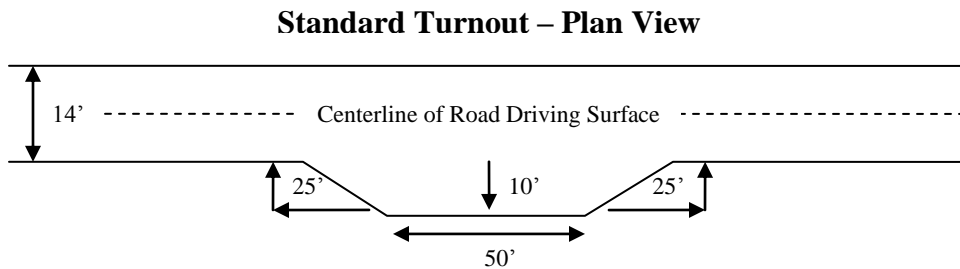 Standard Turnout – Plan View
14’
Centerline of Road Driving Surface
25’
10’
25’
50’